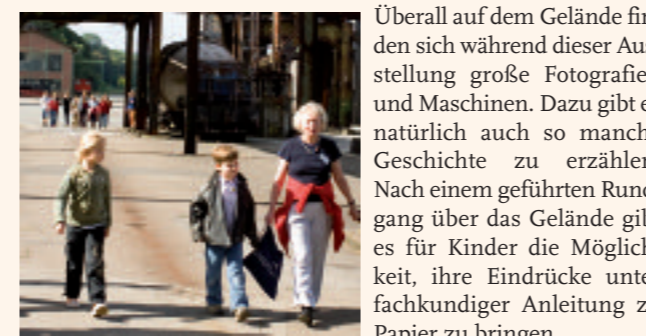 Überall auf dem Gelände fin
den sich während dieser Aus
stellung große Fotografie
und Maschinen. Dazu gibt e
natürlich auch so manch
Geschichte zu erzähle
Nach einem geführten Rund
gang über das Gelände gib
es für Kinder die Möglich
keit, ihre Eindrücke unte
fachkundiger Anleitung z
Papier zu bringen